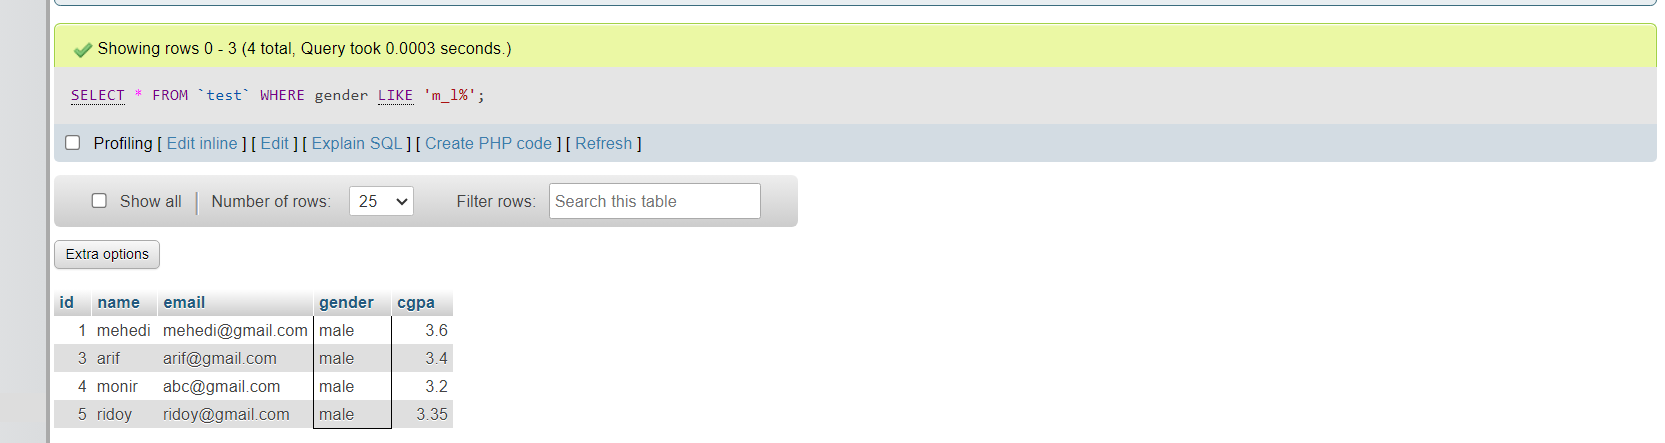 Showing rows 0 - 3 (4 total, Query took 0.0003 seconds.)
SELECT * FROM `test` WHERE gender LIKE 'm_l%';
Profiling [ Edit inline ] [ Edit ] [ Explain SQL ] [ Create PHP code ] [ Refresh ]
Show all | Number of rows: 25 Filter rows: Search this table
Extra options
id name email gender cgpa
1 mehedi mehedi@gmail.com male 3.6
3 arif arif@gmail.com male 3.4
4 monir abc@gmail.com male 3.2
5 ridoy ridoy@gmail.com male 3.35